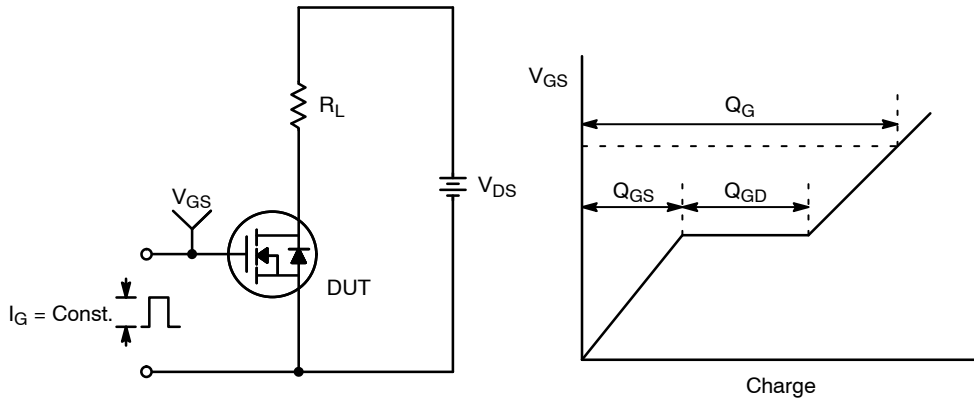 R_L
V_GS
V_DS
DUT
I_G = Const.
V_GS
Q_G
Q_GS
Q_GD
Charge